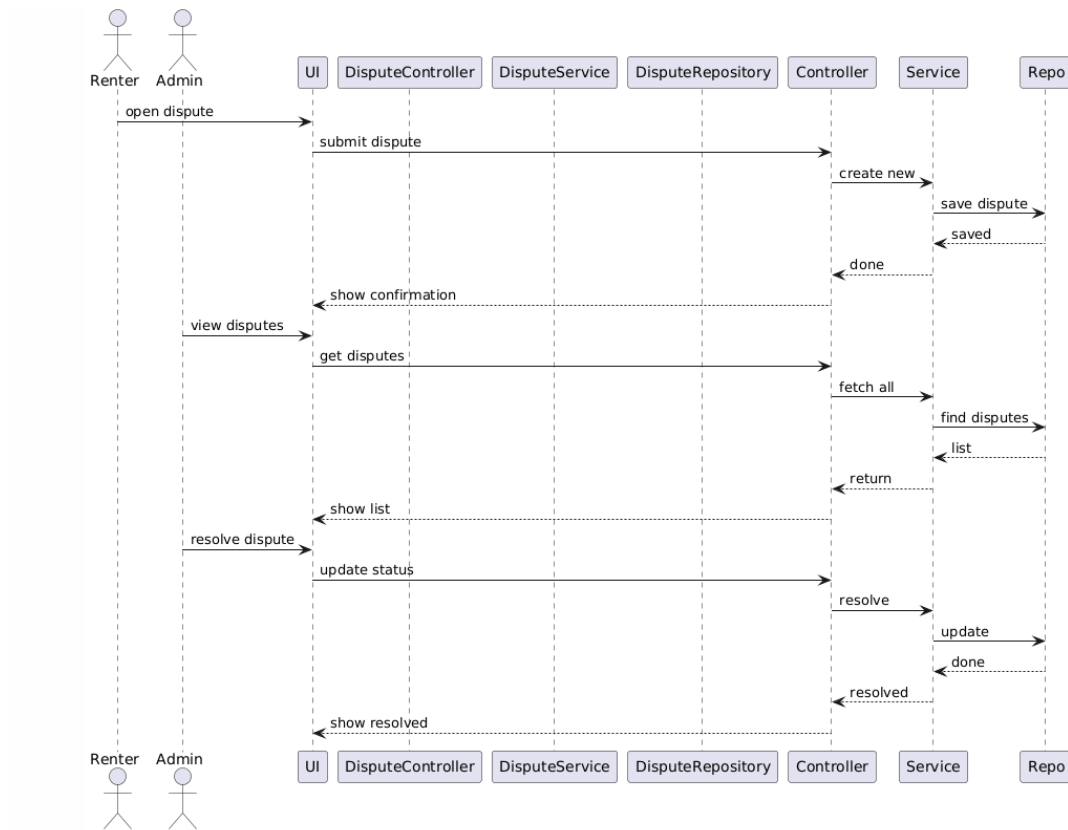 Renter Admin UI DisputeController DisputeService DisputeRepository Controller Service Repo
open dispute
submit dispute
create new
save dispute
saved
done
show confirmation
view disputes
get disputes
fetch all
find disputes
list
return
show list
resolve dispute
update status
resolve
update
done
resolved
show resolved
Renter Admin UI DisputeController DisputeService DisputeRepository Controller Service Repo